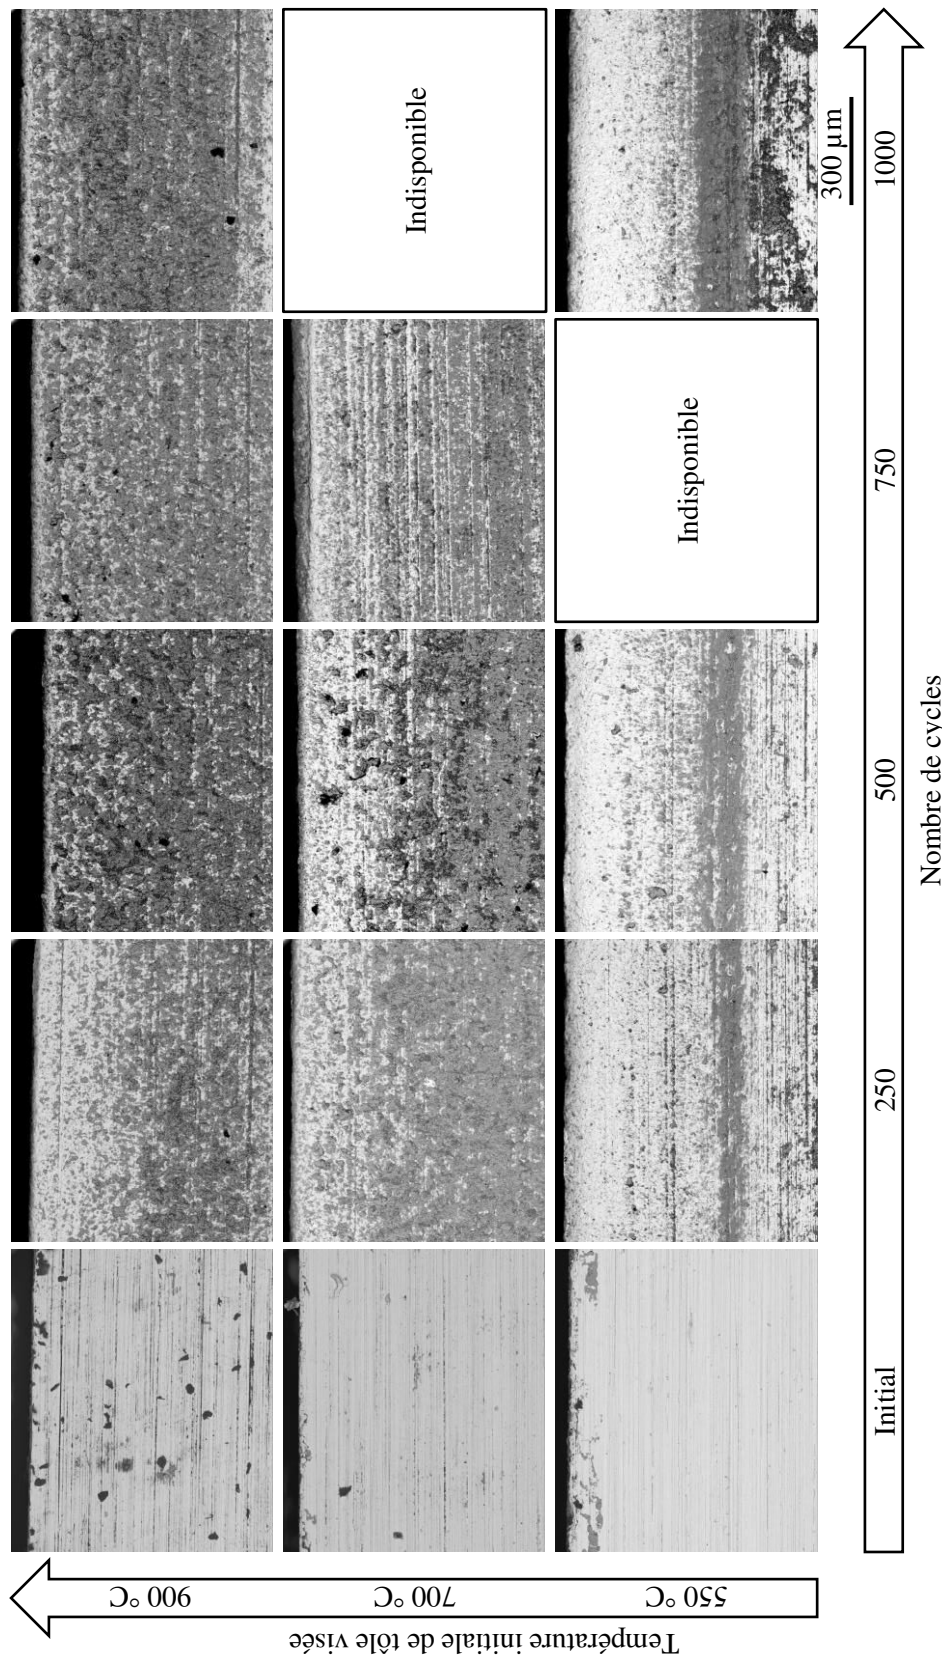 Température initiale de tôle visée
900 °C
700 °C
550 °C
Indisponible
Indisponible
300 µm
Initial
250
500
750
1000
Nombre de cycles